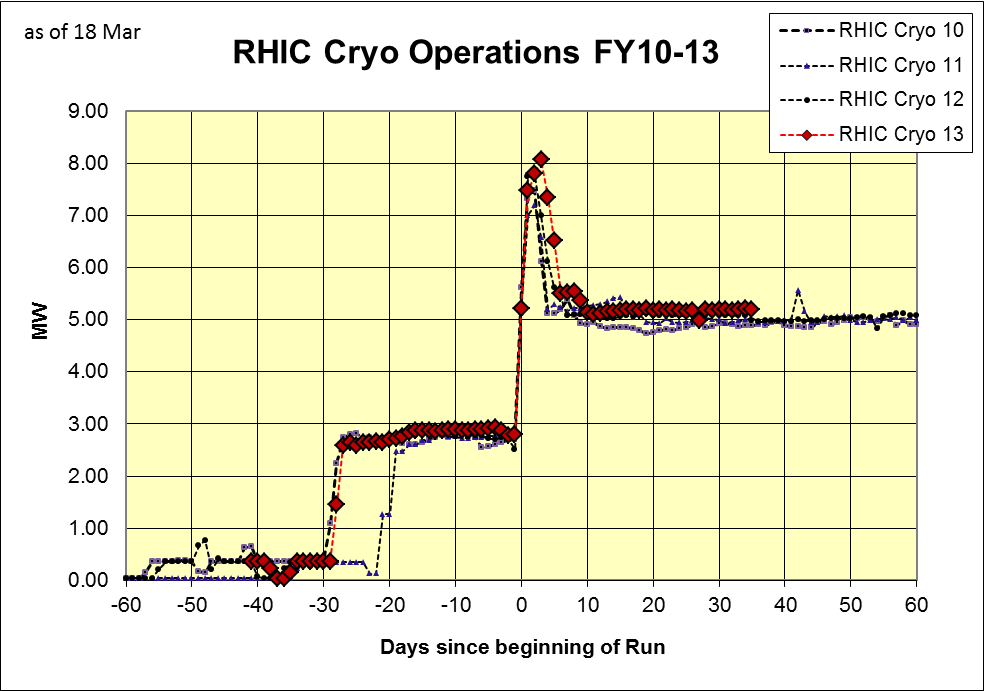 as of 18 Mar
RHIC Cryo Operations FY10-13
RHIC Cryo 10
RHIC Cryo 11
RHIC Cryo 12
RHIC Cryo 13
9.00
8.00
7.00
6.00
5.00
4.00
3.00
2.00
1.00
0.00
MW
-60 -50 -40 -30 -20 -10 0 10 20 30 40 50 60
Days since beginning of Run